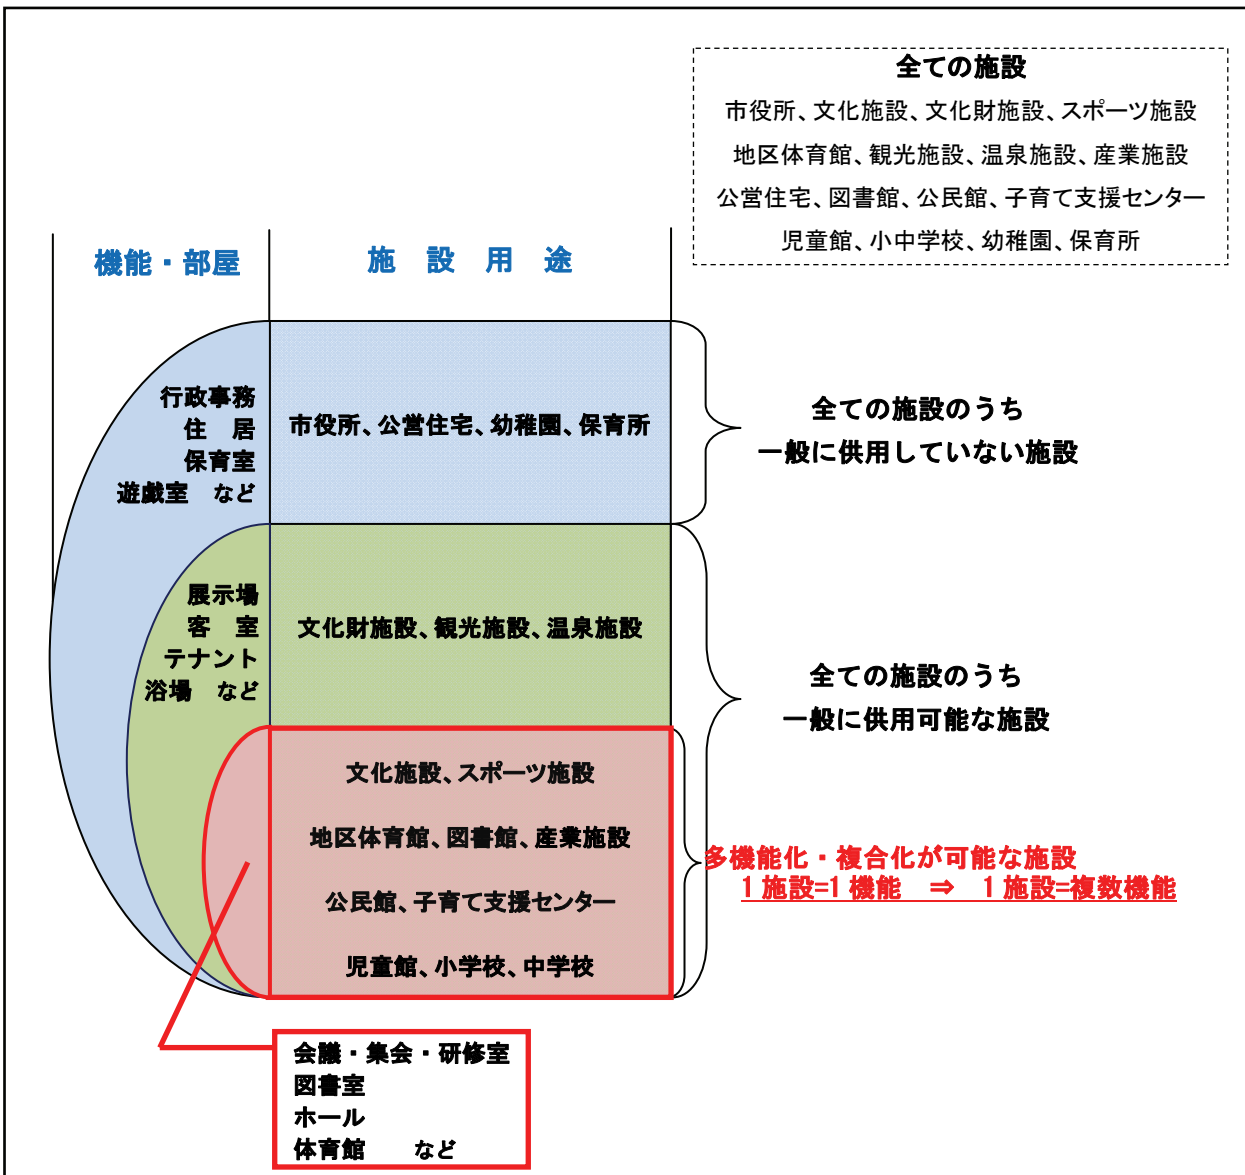 全ての施設
市役所、文化施設、文化財施設、スポーツ施設
地区体育館、観光施設、温泉施設、産業施設
公営住宅、図書館、公民館、子育て支援センター
児童館、小中学校、幼稚園、保育所
機能・部屋
施 設 用 途
行政事務
住 居
保育室
遊戯室 など
市役所、公営住宅、幼稚園、保育所
全ての施設のうち
一般に供用していない施設
展示場
客 室
テナント
浴場 など
文化財施設、観光施設、温泉施設
全ての施設のうち
一般に供用可能な施設
文化施設、スポーツ施設
地区体育館、図書館、産業施設
公民館、子育て支援センター
児童館、小学校、中学校
多機能化・複合化が可能な施設
1 施設=1 機能 ⇒ 1 施設=複数機能
会議・集会・研修室
図書室
ホール
体育館 など